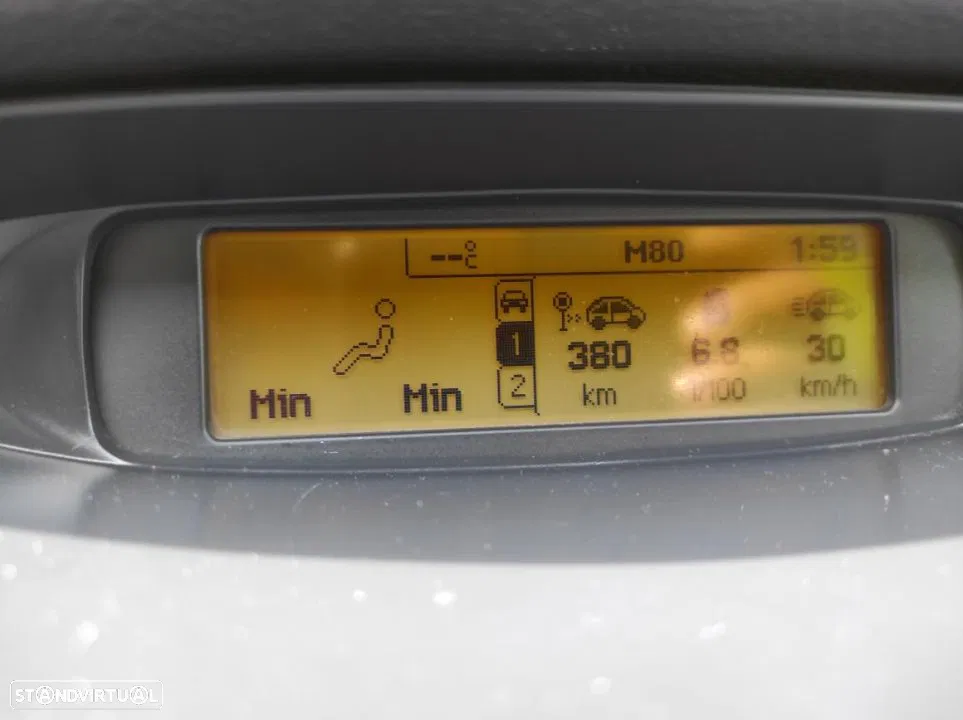 --°C M80 1:59
1
380 6.8 30
Min Min 2 km l/100 km/h
STANDVIRTUAL